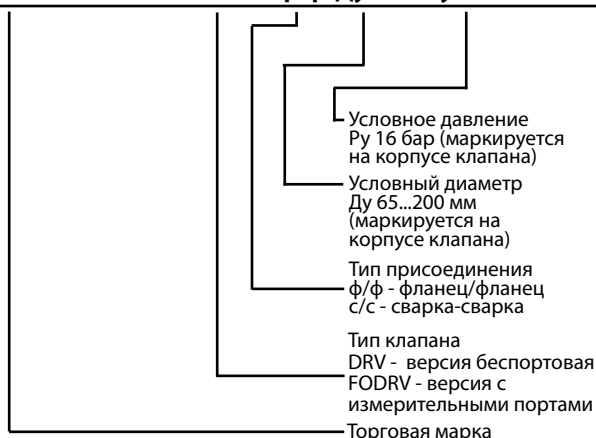 Условное давление
Ру 16 бар (маркируется
на корпусе клапана)
Условный диаметр
Ду 65...200 мм
(маркируется на
корпусе клапана)
Тип присоединения
ф/ф - фланец/фланец
с/с - сварка-сварка
Тип клапана
DRV - версия беспортовая
FODRV - версия с
измерительными портами
Торговая марка